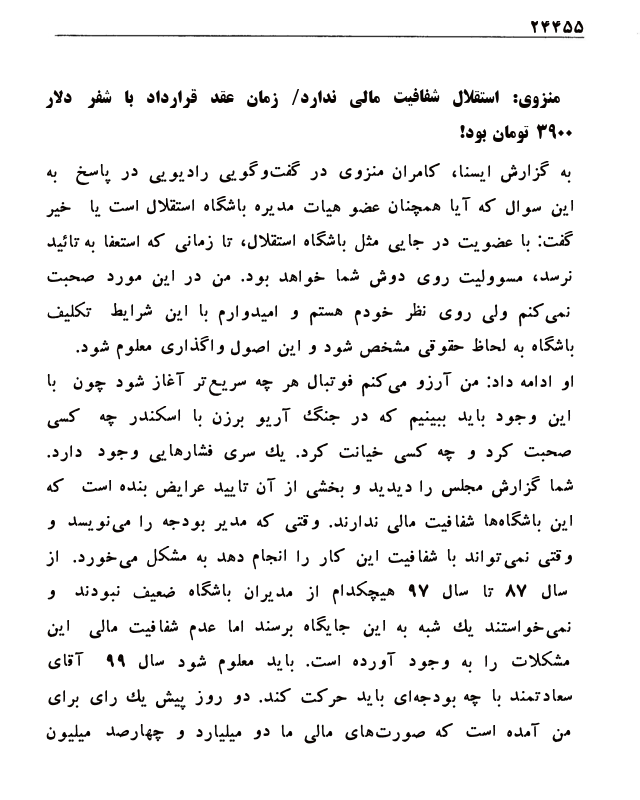 ۲۴۴۵۵
منزوی: استقلال شفافیت مالی ندارد/ زمان عقد قرارداد با شفر دلار
۳۹۰۰ تومان بود!
به گزارش ایسنا، کامران منزوی در گفت‌وگویی رادیویی در پاسخ به
این سوال که آیا همچنان عضو هیات مدیره باشگاه استقلال است یا خیر
گفت: با عضویت در جایی مثل باشگاه استقلال، تا زمانی که استعفا به تائید
نرسد، مسوولیت روی دوش شما خواهد بود. من در این مورد صحبت
نمی‌کنم ولی روی نظر خودم هستم و امیدوارم با این شرایط تکلیف
باشگاه به لحاظ حقوقی مشخص شود و این اصول واگذاری معلوم شود.
او ادامه داد: من آرزو می‌کنم فوتبال هر چه سریع‌تر آغاز شود چون با
این وجود باید ببینیم که در جنگ آریو برزن با اسکندر چه کسی
صحبت کرد و چه کسی خیانت کرد. یك سری فشارهایی وجود دارد.
شما گزارش مجلس را دیدید و بخشی از آن تایید عرایض بنده است که
این باشگاه‌ها شفافیت مالی ندارند. وقتی که مدیر بودجه را می‌نویسد و
وقتی نمی‌تواند با شفافیت این کار را انجام دهد به مشکل می‌خورد. از
سال ۸۷ تا سال ۹۷ هیچکدام از مدیران باشگاه ضعیف نبودند و
نمی‌خواستند یك شبه به این جایگاه برسند اما عدم شفافیت مالی این
مشکلات را به وجود آورده است. باید معلوم شود سال ۹۹ آقای
سعادتمند با چه بودجه‌ای باید حرکت کند. دو روز پیش یك رای برای
من آمده است که صورت‌های مالی ما دو میلیارد و چهارصد میلیون